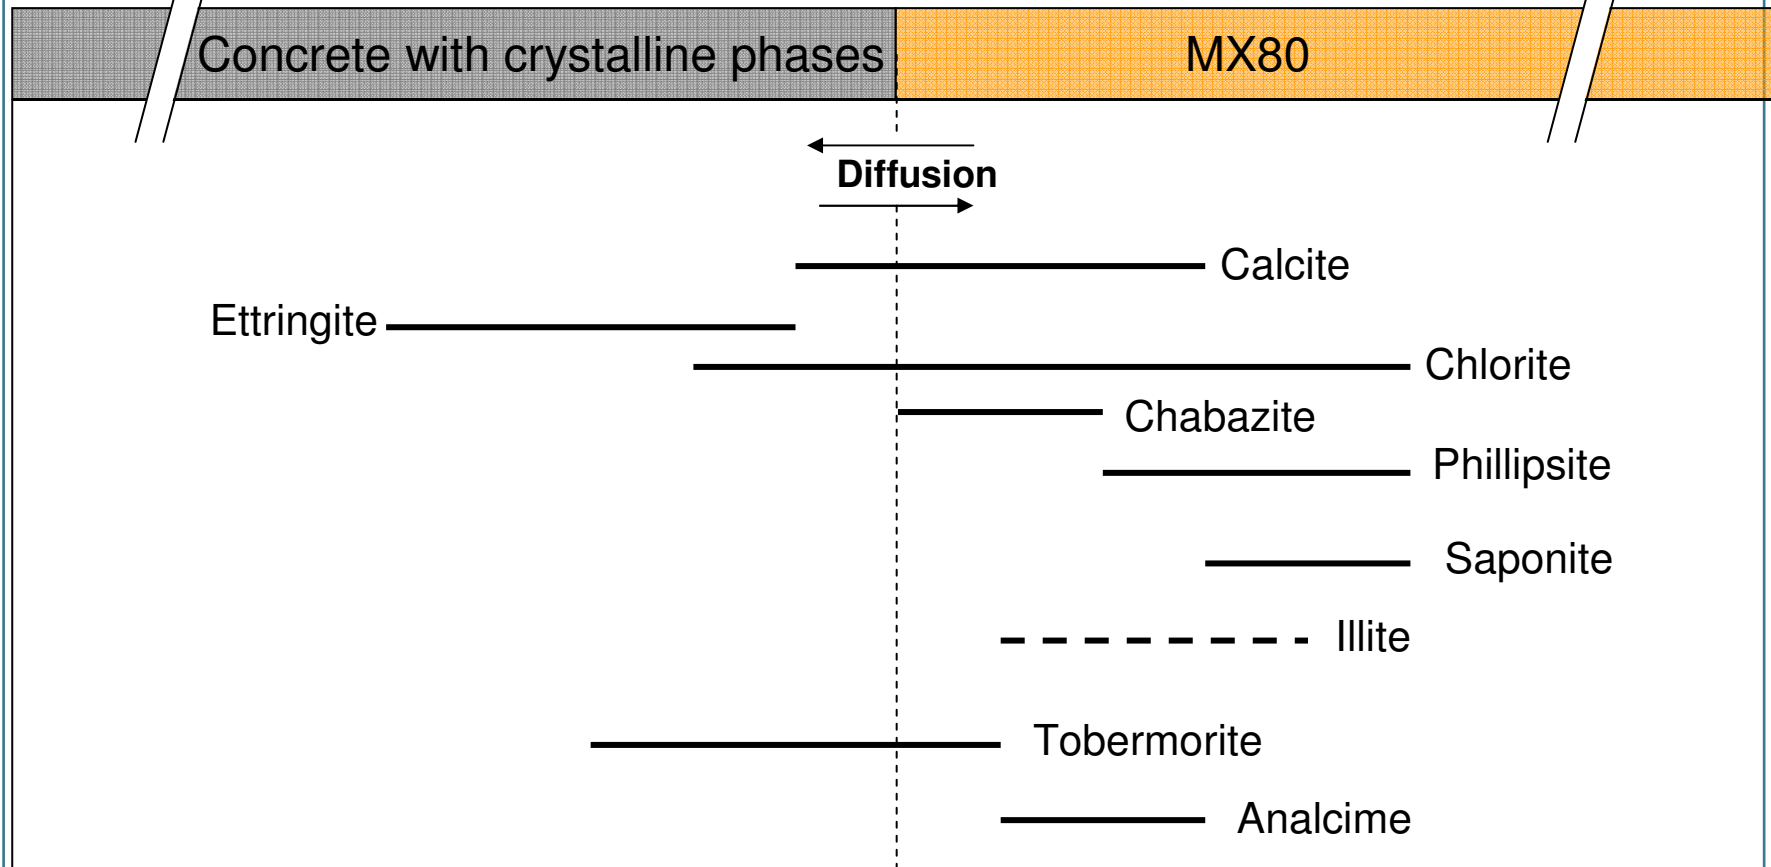 Concrete with crystalline phases
MX80
Diffusion
Calcite
Ettringite
Chlorite
Chabazite
Phillipsite
Saponite
Illite
Tobermorite
Analcime